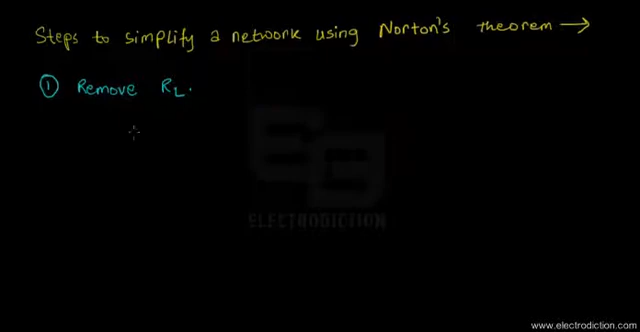 Steps to simplify a network using Norton's theorem →
① Remove RL.
ELECTRODICTION
www.electrodiction.com